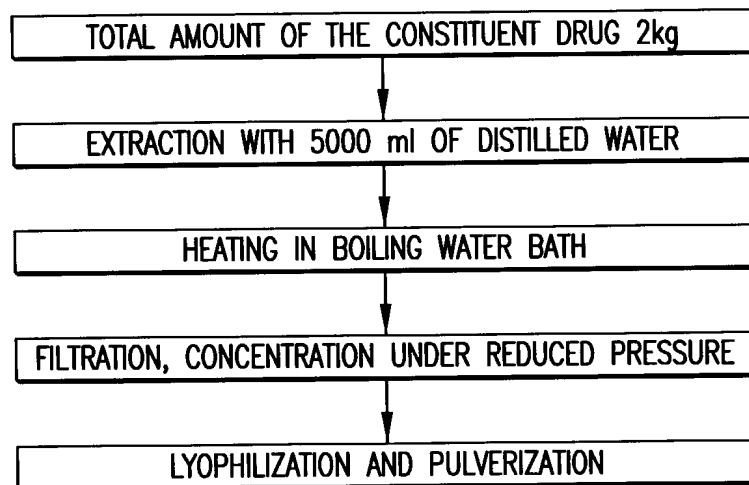 TOTAL AMOUNT OF THE CONSTITUENT DRUG 2kg
EXTRACTION WITH 5000 ml OF DISTILLED WATER
HEATING IN BOILING WATER BATH
FILTRATION, CONCENTRATION UNDER REDUCED PRESSURE
LYOPHILIZATION AND PULVERIZATION